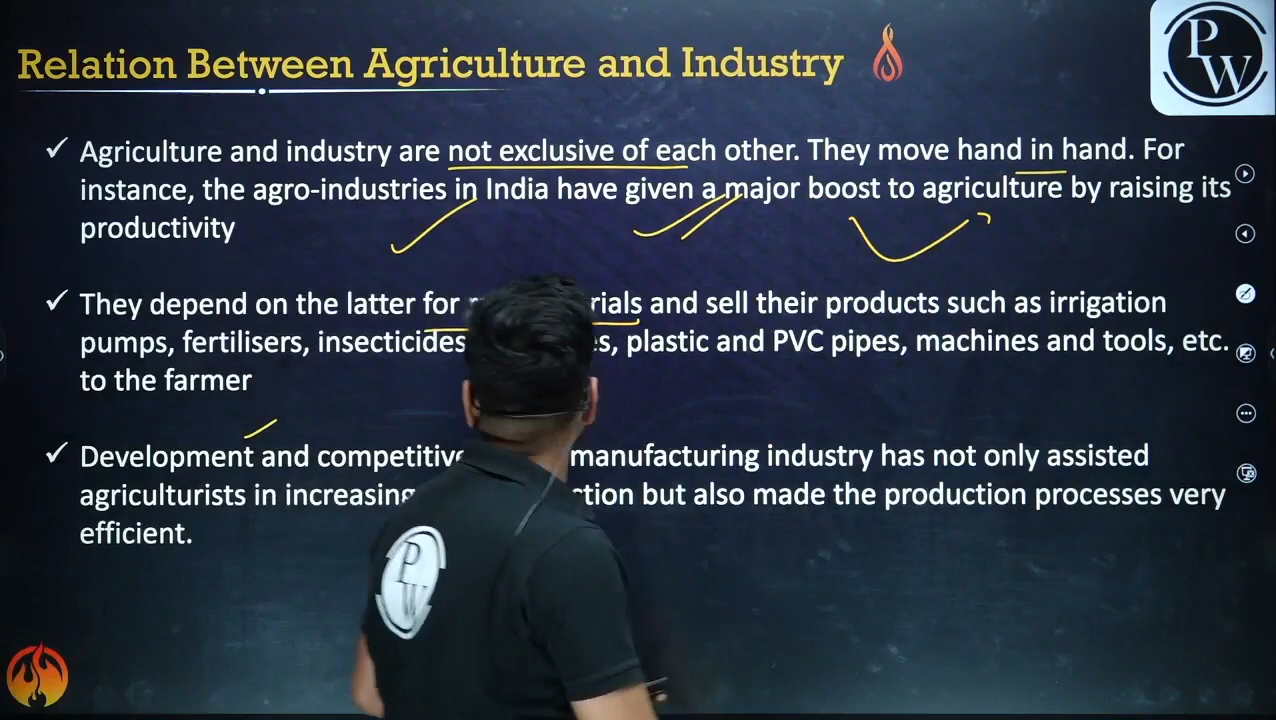 Relation Between Agriculture and Industry
P
W
✓ Agriculture and industry are not exclusive of each other. They move hand in hand. For
instance, the agro-industries in India have given a major boost to agriculture by raising its
productivity
✓ They depend on the latter for and sell their products such as irrigation
pumps, fertilisers, insecticides plastic and PVC pipes, machines and tools, etc.
to the farmer
✓ Development and manufacturing industry has not only assisted
agriculturists in increasing but also made the production processes very
efficient.
P
W